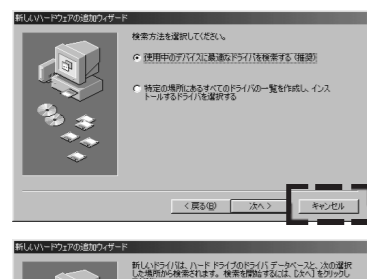 新しいハードウェアの追加ウィザード
検索方法を選択してください。
使用中のデバイスに最適なドライバを検索する (推奨)
特定の場所にあるすべてのドライバの一覧を作成し、インス
トールするドライバを選択する
< 戻る(B)
次へ >
キャンセル
新しいハードウェアの追加ウィザード
新しいドライバは、ハード ドライブのドライバ データベースと、次の選択
した場所から検索されます。検索を開始するには、[次へ] をクリックし